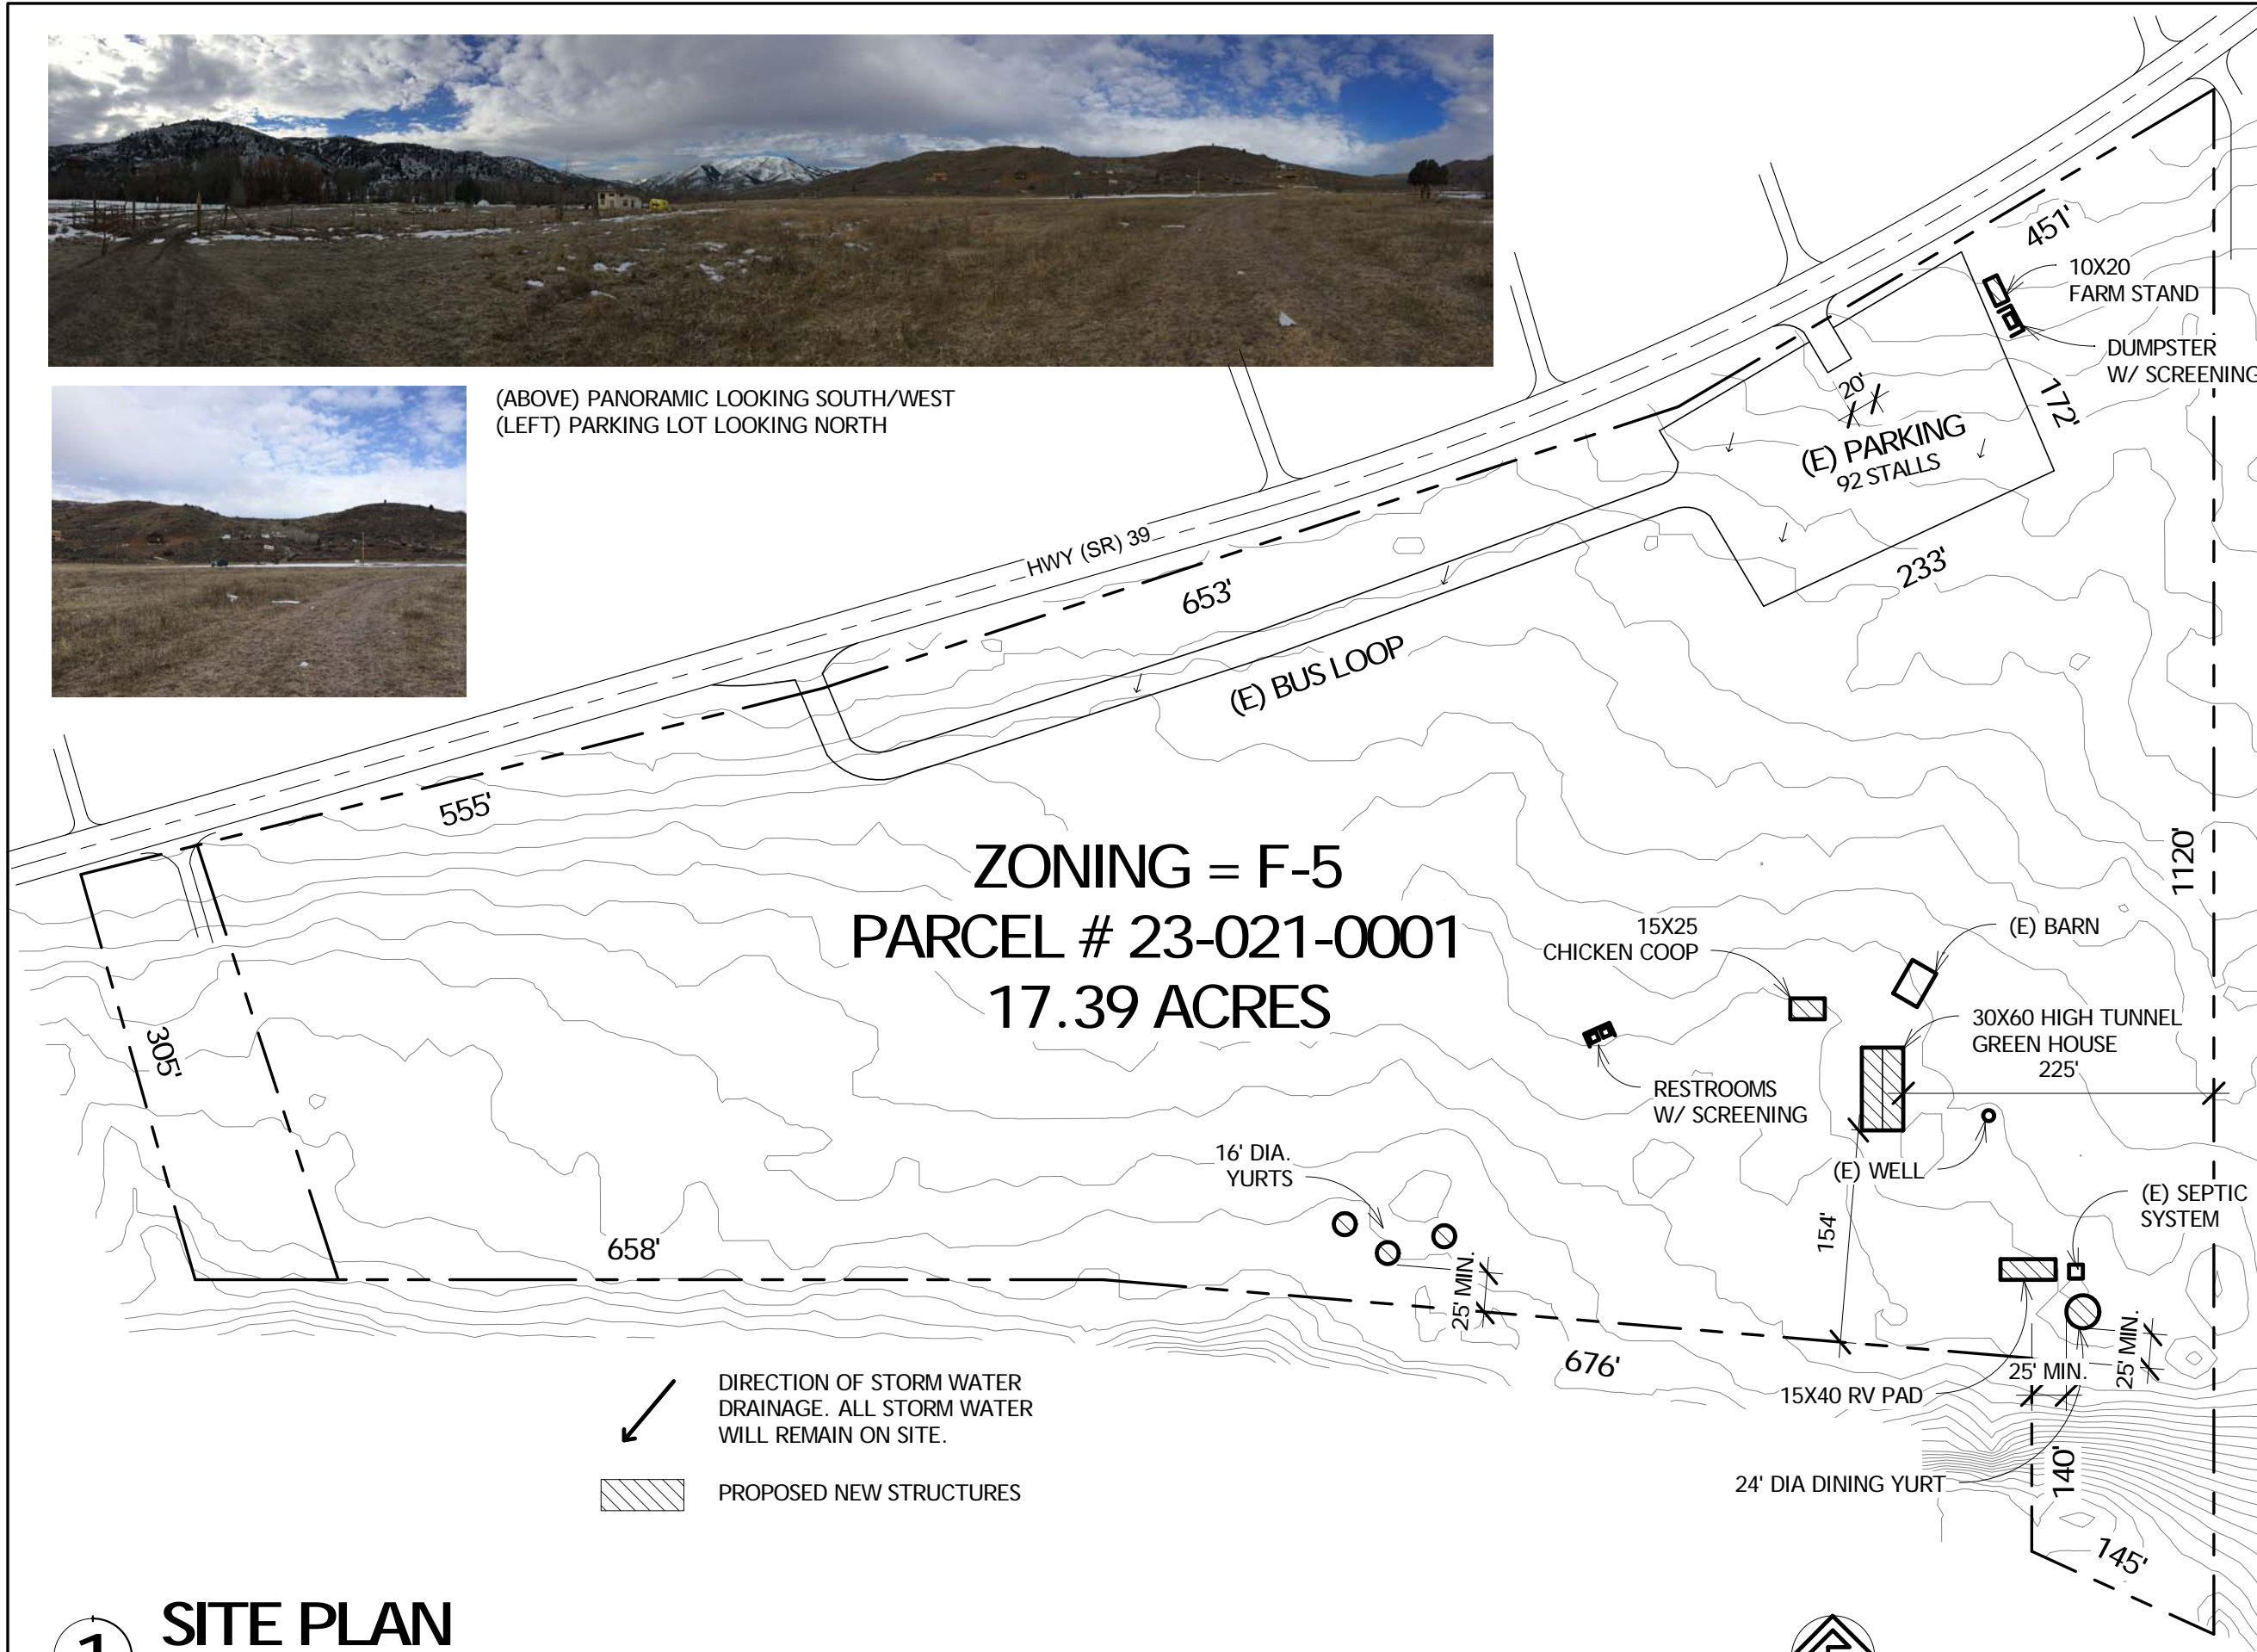 (ABOVE) PANORAMIC LOOKING SOUTH/WEST
(LEFT) PARKING LOT LOOKING NORTH
451'
10X20
FARM STAND
DUMPSTER
W/ SCREENING
172'
20'
(E) PARKING
92 STALLS
233'
HWY (SR) 39
653'
(E) BUS LOOP
555'
1120'
ZONING = F-5
PARCEL # 23-021-0001
17.39 ACRES
15X25
CHICKEN COOP
(E) BARN
30X60 HIGH TUNNEL
GREEN HOUSE
225'
305'
RESTROOMS
W/ SCREENING
16' DIA.
YURTS
(E) WELL
(E) SEPTIC
SYSTEM
154'
658'
25' MIN.
676'
25' MIN.
25' MIN.
15X40 RV PAD
140'
24' DIA DINING YURT
145'
DIRECTION OF STORM WATER
DRAINAGE. ALL STORM WATER
WILL REMAIN ON SITE.
PROPOSED NEW STRUCTURES
1
SITE PLAN